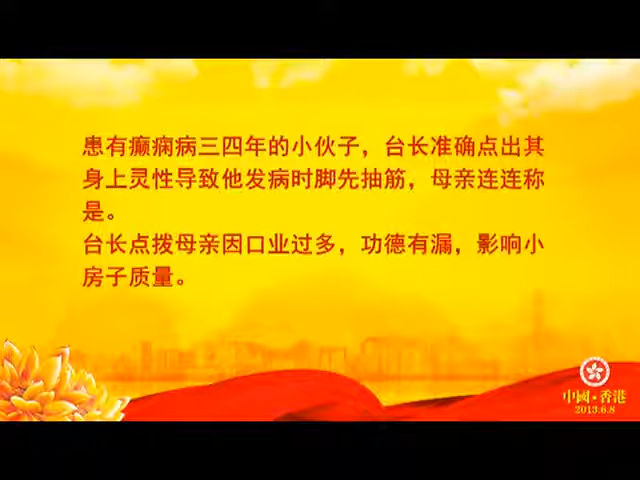 患有癫痫病三四年的小伙子，台长准确点出其
身上灵性导致他发病时脚先抽筋，母亲连连称
是。
台长点拨母亲因口业过多，功德有漏，影响小
房子质量。
中國·香港
2013.6.8